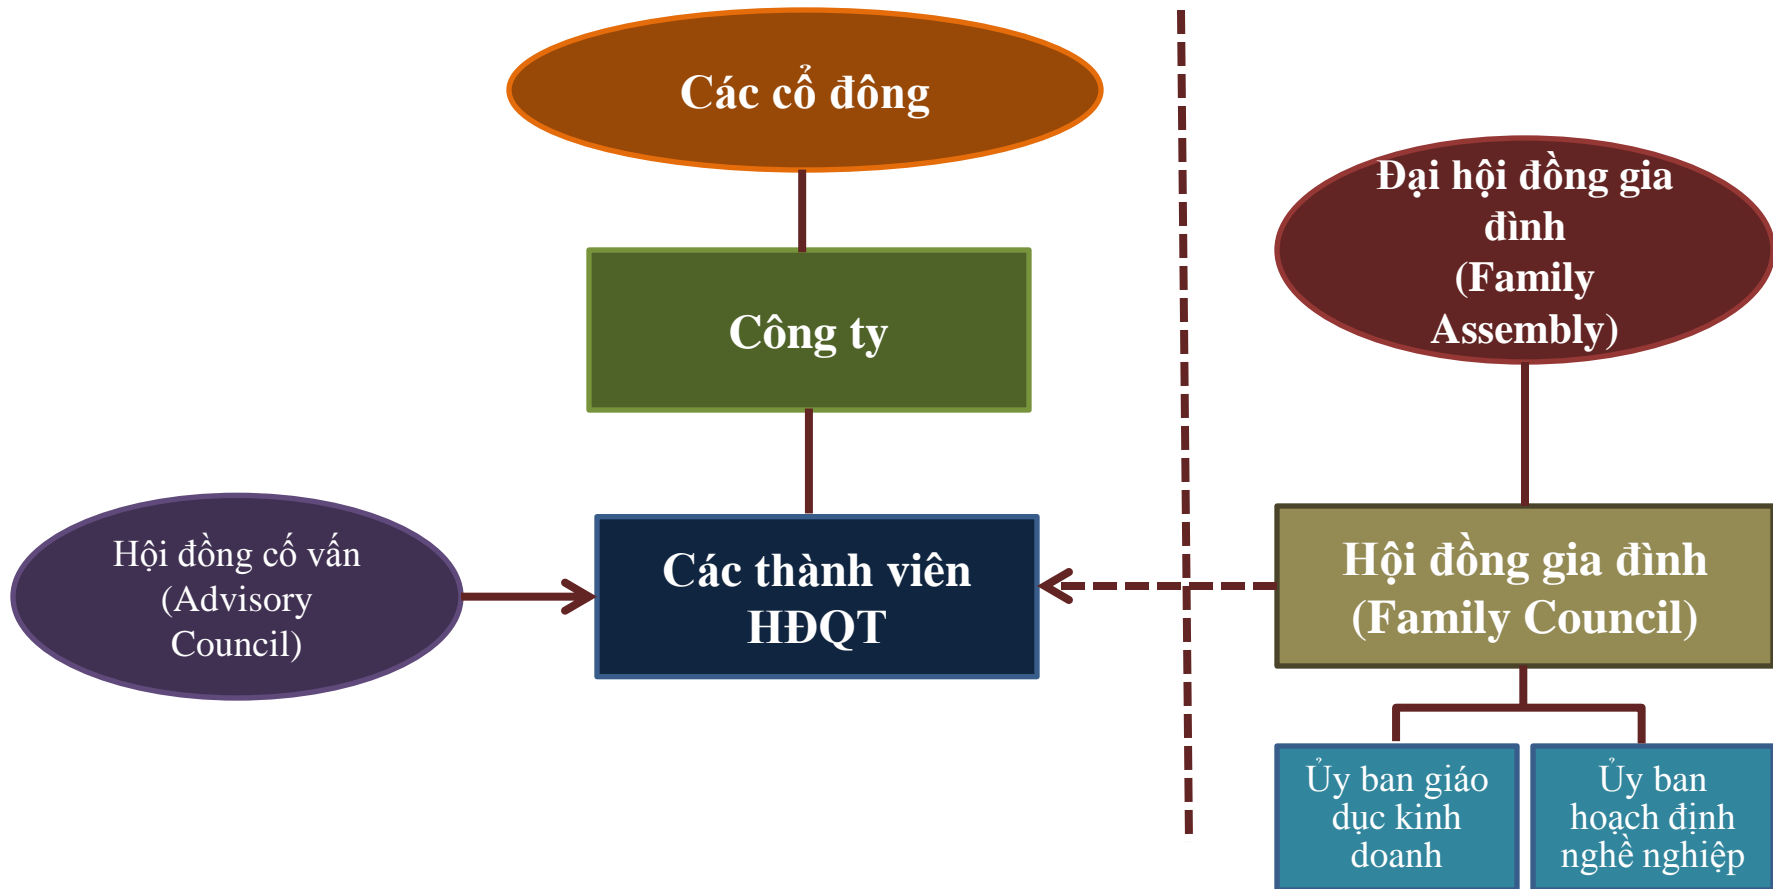 Các cổ đông
Công ty
Hội đồng cố vấn
(Advisory
Council)
Các thành viên
HĐQT
Đại hội đồng gia
đình
(Family
Assembly)
Hội đồng gia đình
(Family Council)
Ủy ban giáo
dục kinh
doanh
Ủy ban
hoạch định
nghề nghiệp